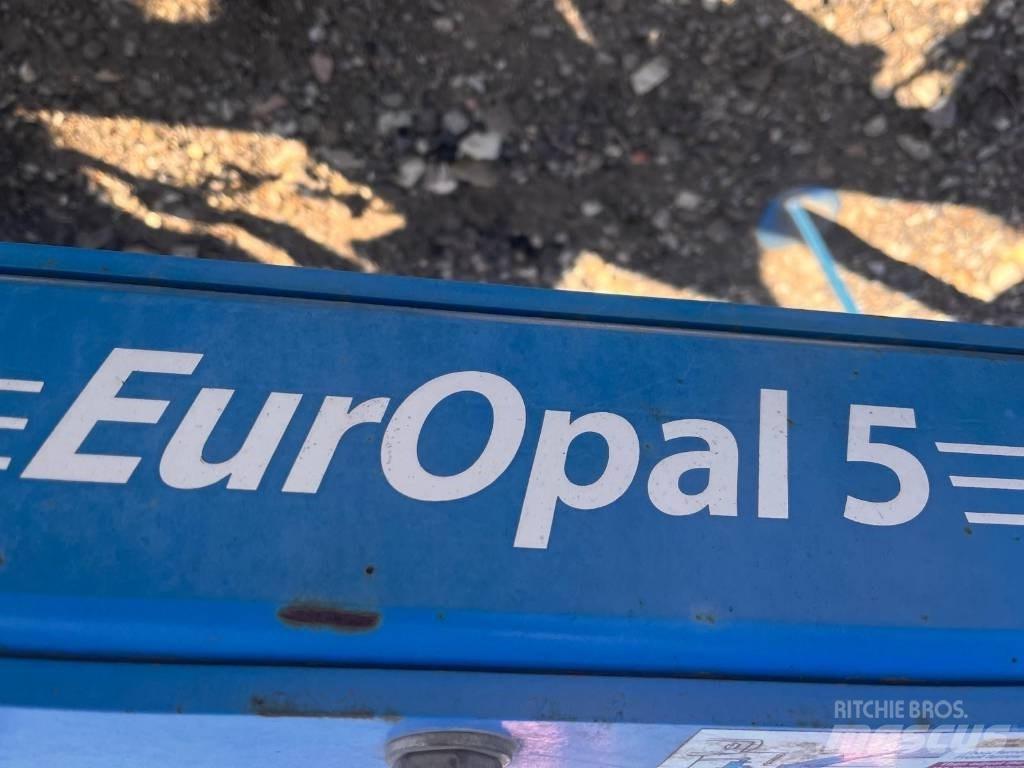 EurOpal 5
RITCHIE BROS.
mascus